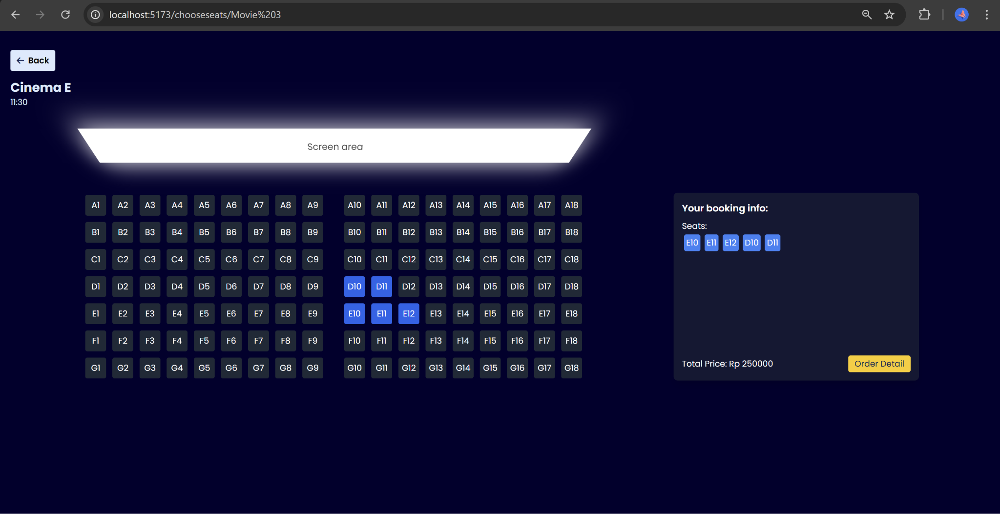 localhost:5173/chooseseats/Movie%203
← Back
Cinema E
11:30
Screen area
A1 A2 A3 A4 A5 A6 A7 A8 A9 A10 A11 A12 A13 A14 A15 A16 A17 A18
B1 B2 B3 B4 B5 B6 B7 B8 B9 B10 B11 B12 B13 B14 B15 B16 B17 B18
C1 C2 C3 C4 C5 C6 C7 C8 C9 C10 C11 C12 C13 C14 C15 C16 C17 C18
D1 D2 D3 D4 D5 D6 D7 D8 D9 D10 D11 D12 D13 D14 D15 D16 D17 D18
E1 E2 E3 E4 E5 E6 E7 E8 E9 E10 E11 E12 E13 E14 E15 E16 E17 E18
F1 F2 F3 F4 F5 F6 F7 F8 F9 F10 F11 F12 F13 F14 F15 F16 F17 F18
G1 G2 G3 G4 G5 G6 G7 G8 G9 G10 G11 G12 G13 G14 G15 G16 G17 G18
Your booking info:
Seats:
E10 E11 E12 D10 D11
Total Price: Rp 250000
Order Detail